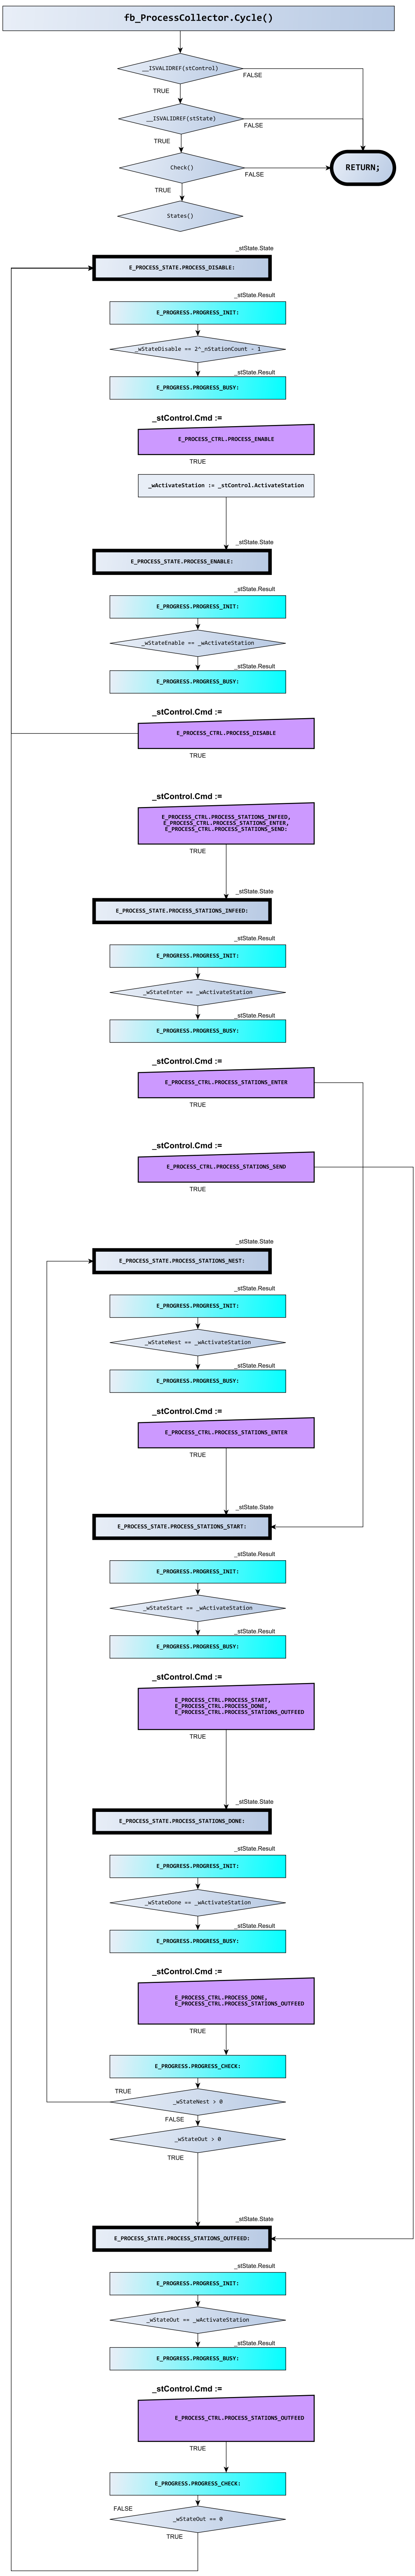 fb_ProcessCollector.Cycle()
__ISVALIDREF(stControl)
FALSE
TRUE
__ISVALIDREF(stState)
FALSE
TRUE
Check()
RETURN;
FALSE
TRUE
States()
_stState.State
E_PROCESS_STATE.PROCESS_DISABLE:
_stState.Result
E_PROGRESS.PROGRESS_INIT:
_wStateDisable == 2^_nStationCount - 1
_stState.Result
E_PROGRESS.PROGRESS_BUSY:
_stControl.Cmd :=
E_PROCESS_CTRL.PROCESS_ENABLE
TRUE
_wActivateStation := _stControl.ActivateStation
_stState.State
E_PROCESS_STATE.PROCESS_ENABLE:
_stState.Result
E_PROGRESS.PROGRESS_INIT:
_wStateEnable == _wActivateStation
_stState.Result
E_PROGRESS.PROGRESS_BUSY:
_stControl.Cmd :=
E_PROCESS_CTRL.PROCESS_DISABLE
TRUE
_stControl.Cmd :=
E_PROCESS_CTRL.PROCESS_STATIONS_INFEED,
E_PROCESS_CTRL.PROCESS_STATIONS_ENTER,
E_PROCESS_CTRL.PROCESS_STATIONS_SEND:
TRUE
_stState.State
E_PROCESS_STATE.PROCESS_STATIONS_INFEED:
_stState.Result
E_PROGRESS.PROGRESS_INIT:
_wStateEnter == _wActivateStation
_stState.Result
E_PROGRESS.PROGRESS_BUSY:
_stControl.Cmd :=
E_PROCESS_CTRL.PROCESS_STATIONS_ENTER
TRUE
_stControl.Cmd :=
E_PROCESS_CTRL.PROCESS_STATIONS_SEND
TRUE
_stState.State
E_PROCESS_STATE.PROCESS_STATIONS_NEST:
_stState.Result
E_PROGRESS.PROGRESS_INIT:
_wStateNest == _wActivateStation
_stState.Result
E_PROGRESS.PROGRESS_BUSY:
_stControl.Cmd :=
E_PROCESS_CTRL.PROCESS_STATIONS_ENTER
TRUE
_stState.State
E_PROCESS_STATE.PROCESS_STATIONS_START:
_stState.Result
E_PROGRESS.PROGRESS_INIT:
_wStateStart == _wActivateStation
_stState.Result
E_PROGRESS.PROGRESS_BUSY:
_stControl.Cmd :=
E_PROCESS_CTRL.PROCESS_START,
E_PROCESS_CTRL.PROCESS_DONE,
E_PROCESS_CTRL.PROCESS_STATIONS_OUTFEED
TRUE
_stState.State
E_PROCESS_STATE.PROCESS_STATIONS_DONE:
_stState.Result
E_PROGRESS.PROGRESS_INIT:
_wStateDone == _wActivateStation
_stState.Result
E_PROGRESS.PROGRESS_BUSY:
_stControl.Cmd :=
E_PROCESS_CTRL.PROCESS_DONE,
E_PROCESS_CTRL.PROCESS_STATIONS_OUTFEED
TRUE
E_PROGRESS.PROGRESS_CHECK:
TRUE
_wStateNest > 0
FALSE
_wStateOut > 0
TRUE
_stState.State
E_PROCESS_STATE.PROCESS_STATIONS_OUTFEED:
_stState.Result
E_PROGRESS.PROGRESS_INIT:
_wStateOut == _wActivateStation
_stState.Result
E_PROGRESS.PROGRESS_BUSY:
_stControl.Cmd :=
E_PROCESS_CTRL.PROCESS_STATIONS_OUTFEED
TRUE
E_PROGRESS.PROGRESS_CHECK:
FALSE
_wStateOut == 0
TRUE